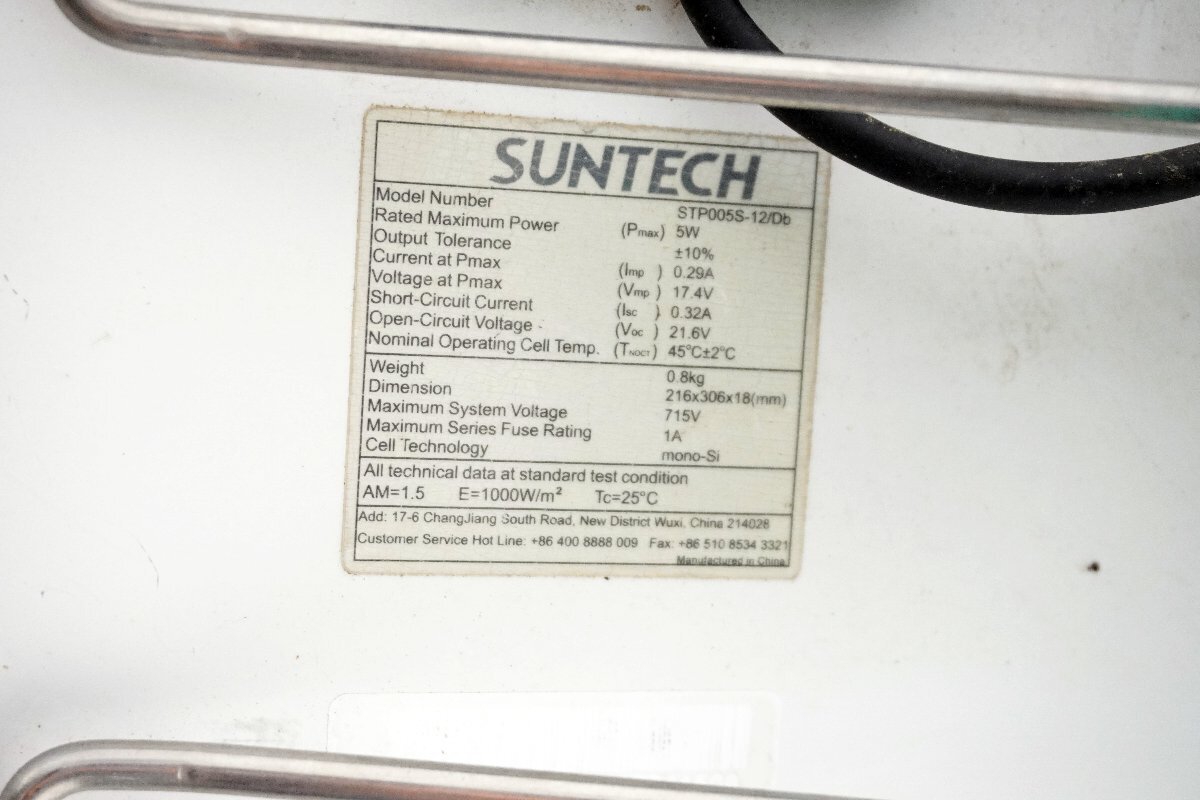 SUNTECH
Model Number STP005S-12/Db
Rated Maximum Power (Pmax) 5W
Output Tolerance ±10%
Current at Pmax (Imp ) 0.29A
Voltage at Pmax (Vmp ) 17.4V
Short-Circuit Current (Isc ) 0.32A
Open-Circuit Voltage (Voc ) 21.6V
Nominal Operating Cell Temp. (TNOCT) 45°C±2°C
Weight 0.8kg
Dimension 216x306x18(mm)
Maximum System Voltage 715V
Maximum Series Fuse Rating 1A
Cell Technology mono-Si
All technical data at standard test condition
AM=1.5 E=1000W/m² Tc=25°C
Add: 17-6 ChangJiang South Road, New District Wuxi, China 214028
Customer Service Hot Line: +86 400 8888 009 Fax: +86 510 8534 3321
Manufactured in China